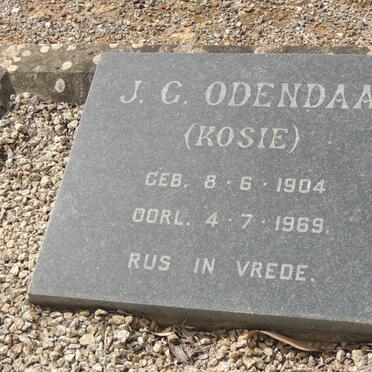 J. G. ODENDAA
(KOSIE)
GEB. 8·6·1904
OORL. 4·7·1969.
RUS IN VREDE.